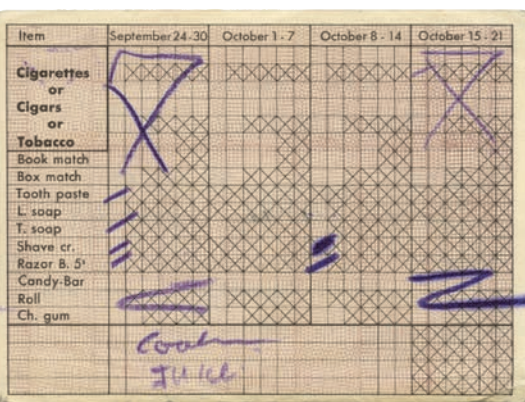 Item September 24-30 October 1-7 October 8-14 October 15-21
Cigarettes
or
Cigars
or
Tobacco
Book match
Box match
Tooth paste
L. soap
T. soap
Shave cr.
Razor B. 5ˢ
Candy-Bar
Roll
Ch. gum